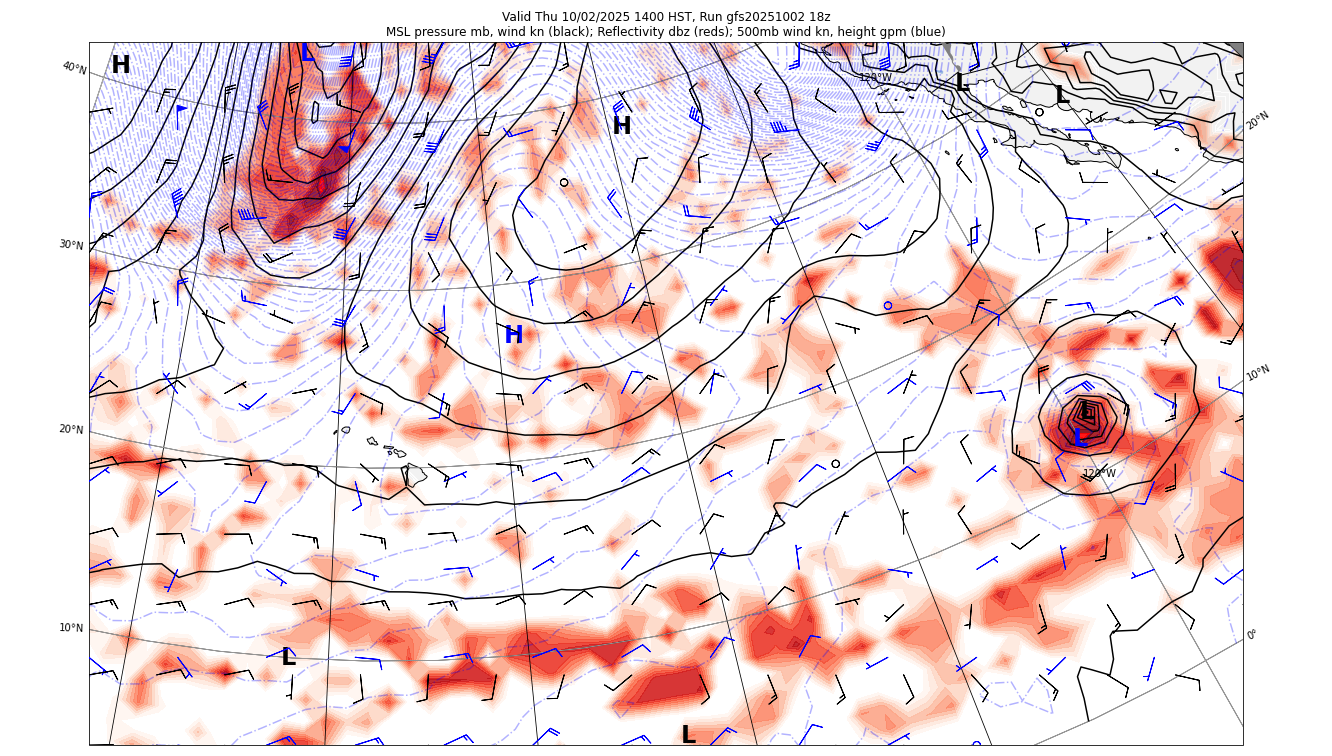 Valid Thu 10/02/2025 1400 HST, Run gfs20251002 18z
MSL pressure mb, wind kn (black); Reflectivity dbz (reds); 500mb wind kn, height gpm (blue)
L
H
40°N
120°W
L
L
H
20°N
30°N
H
10°N
L
20°N
L
120°W
10°N
0°
L
L